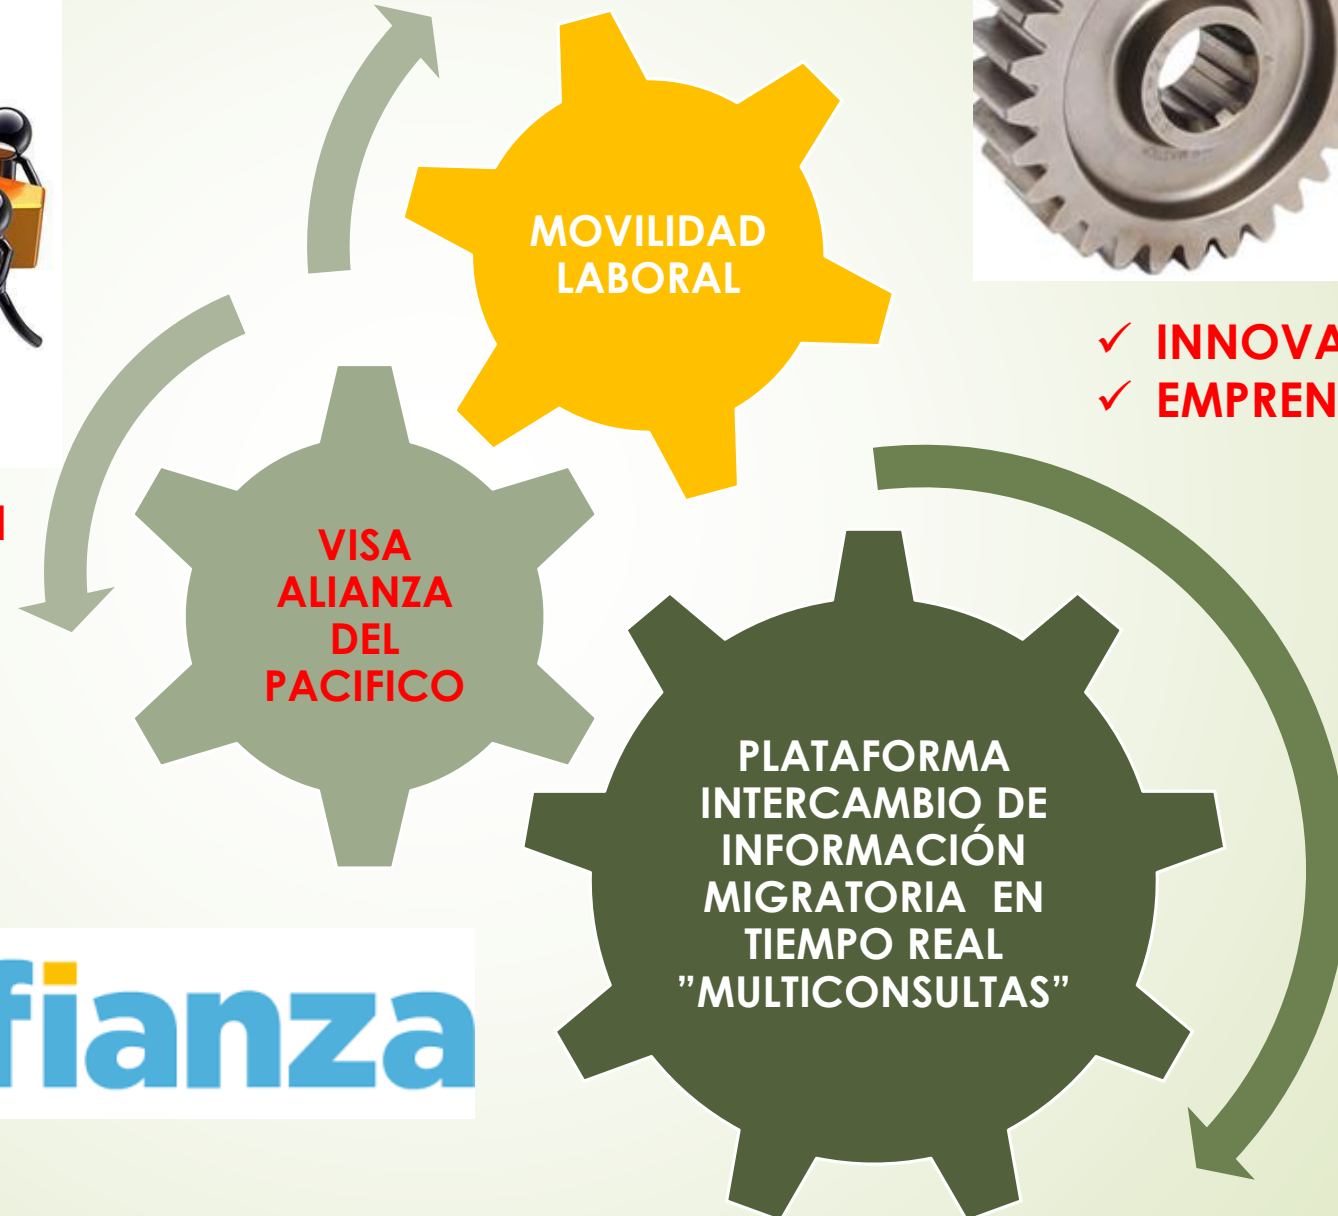 MOVILIDAD
LABORAL
INNOVA
EMPREN
VISA
ALIANZA
DEL
PACIFICO
PLATAFORMA
INTERCAMBIO DE
INFORMACIÓN
MIGRATORIA EN
TIEMPO REAL
”MULTICONSULTAS”
fianza